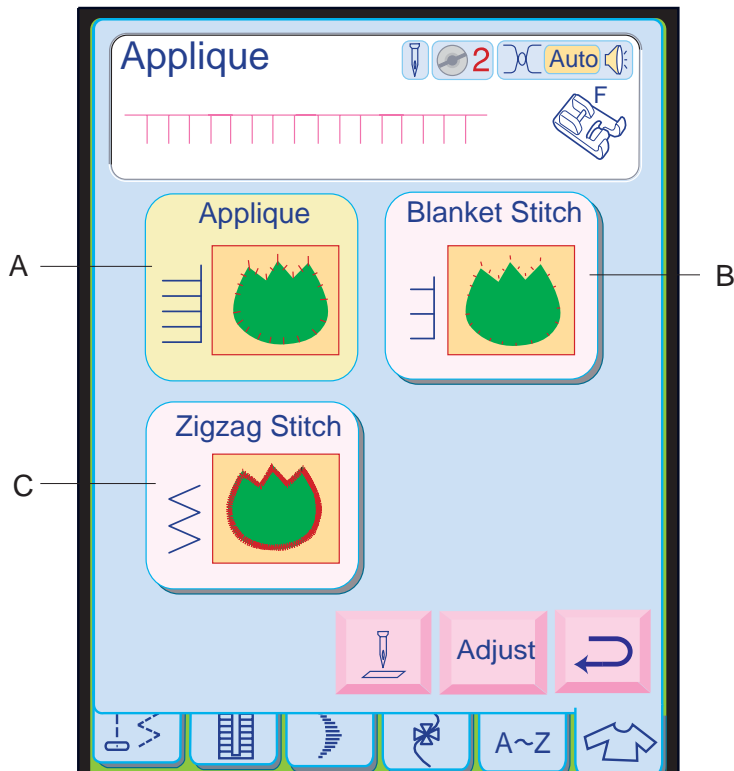 Applique
2
Auto
F
Applique
Blanket Stitch
A
B
Zigzag Stitch
C
Adjust
A~Z